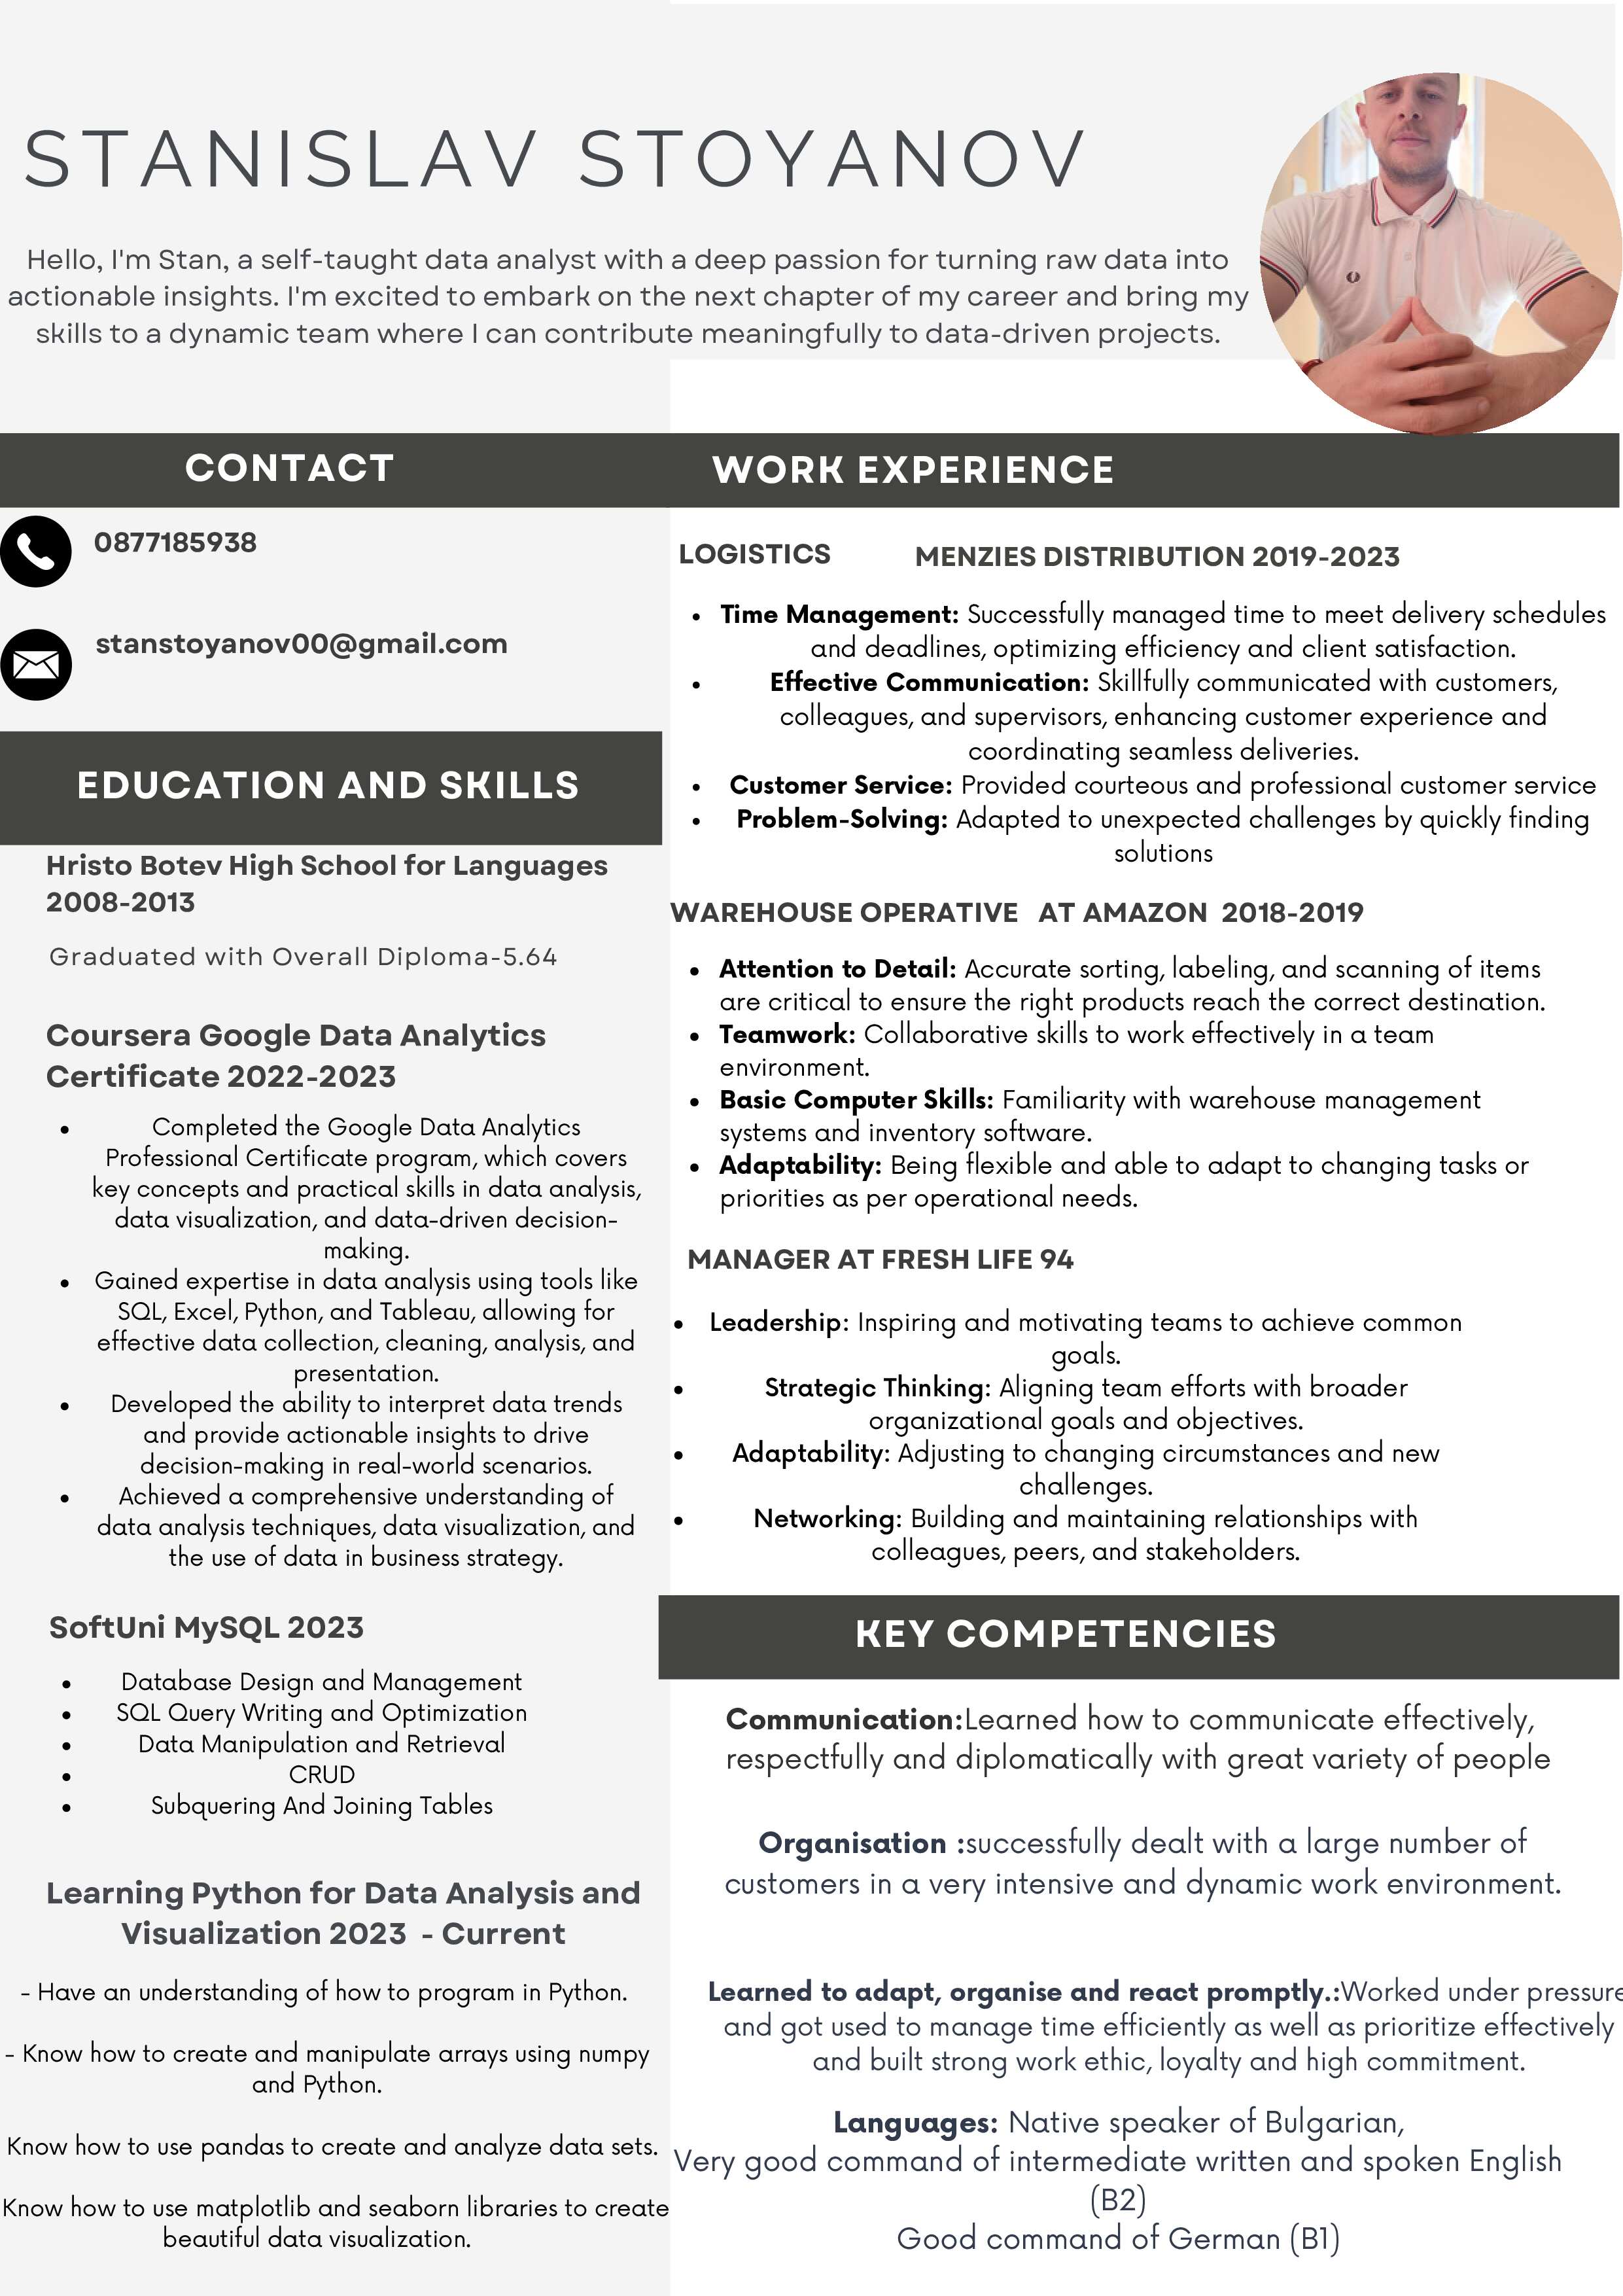 STANISLAV STOYANOV
Hello, I'm Stan, a self-taught data analyst with a deep passion for turning raw data into
actionable insights. I'm excited to embark on the next chapter of my career and bring my
skills to a dynamic team where I can contribute meaningfully to data-driven projects.
CONTACT
0877185938
stanstoyanov00@gmail.com
EDUCATION AND SKILLS
Hristo Botev High School for Languages
2008-2013
Graduated with Overall Diploma-5.64
Coursera Google Data Analytics
Certificate 2022-2023
• Completed the Google Data Analytics
Professional Certificate program, which covers
key concepts and practical skills in data analysis,
data visualization, and data-driven decision-
making.
• Gained expertise in data analysis using tools like
SQL, Excel, Python, and Tableau, allowing for
effective data collection, cleaning, analysis, and
presentation.
• Developed the ability to interpret data trends
and provide actionable insights to drive
decision-making in real-world scenarios.
• Achieved a comprehensive understanding of
data analysis techniques, data visualization, and
the use of data in business strategy.
SoftUni MySQL 2023
• Database Design and Management
• SQL Query Writing and Optimization
• Data Manipulation and Retrieval
• CRUD
• Subquering And Joining Tables
Learning Python for Data Analysis and
Visualization 2023 - Current
- Have an understanding of how to program in Python.
- Know how to create and manipulate arrays using numpy
and Python.
Know how to use pandas to create and analyze data sets.
Know how to use matplotlib and seaborn libraries to create
beautiful data visualization.
WORK EXPERIENCE
LOGISTICS MENZIES DISTRIBUTION 2019-2023
• Time Management: Successfully managed time to meet delivery schedules
and deadlines, optimizing efficiency and client satisfaction.
• Effective Communication: Skillfully communicated with customers,
colleagues, and supervisors, enhancing customer experience and
coordinating seamless deliveries.
• Customer Service: Provided courteous and professional customer service
• Problem-Solving: Adapted to unexpected challenges by quickly finding
solutions
WAREHOUSE OPERATIVE AT AMAZON 2018-2019
• Attention to Detail: Accurate sorting, labeling, and scanning of items
are critical to ensure the right products reach the correct destination.
• Teamwork: Collaborative skills to work effectively in a team
environment.
• Basic Computer Skills: Familiarity with warehouse management
systems and inventory software.
• Adaptability: Being flexible and able to adapt to changing tasks or
priorities as per operational needs.
MANAGER AT FRESH LIFE 94
• Leadership: Inspiring and motivating teams to achieve common
goals.
• Strategic Thinking: Aligning team efforts with broader
organizational goals and objectives.
• Adaptability: Adjusting to changing circumstances and new
challenges.
• Networking: Building and maintaining relationships with
colleagues, peers, and stakeholders.
KEY COMPETENCIES
Communication:Learned how to communicate effectively,
respectfully and diplomatically with great variety of people
Organisation :successfully dealt with a large number of
customers in a very intensive and dynamic work environment.
Learned to adapt, organise and react promptly.:Worked under pressure
and got used to manage time efficiently as well as prioritize effectively
and built strong work ethic, loyalty and high commitment.
Languages: Native speaker of Bulgarian,
Very good command of intermediate written and spoken English
(B2)
Good command of German (B1)